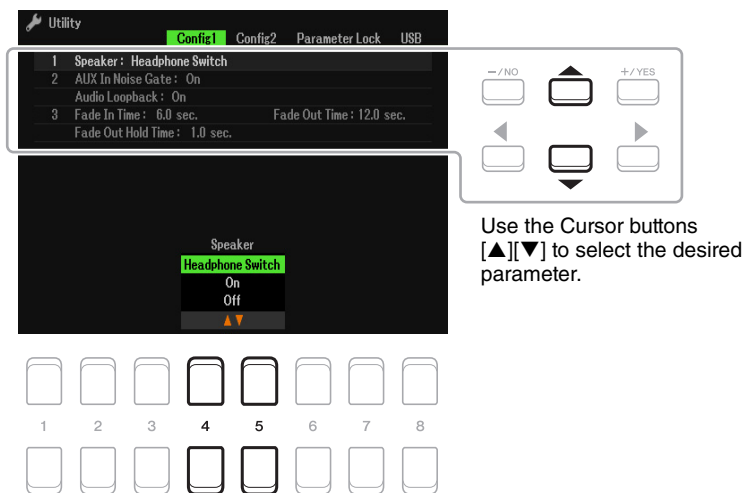 Utility
Config1 Config2 Parameter Lock USB
1 Speaker: Headphone Switch
2 AUX In Noise Gate: On
Audio Loopback: On
3 Fade In Time: 6.0 sec. Fade Out Time: 12.0 sec.
Fade Out Hold Time: 1.0 sec.
−/NO +/YES
Use the Cursor buttons
[▲][▼] to select the desired
parameter.
Speaker
Headphone Switch
On
Off
1 2 3 4 5 6 7 8